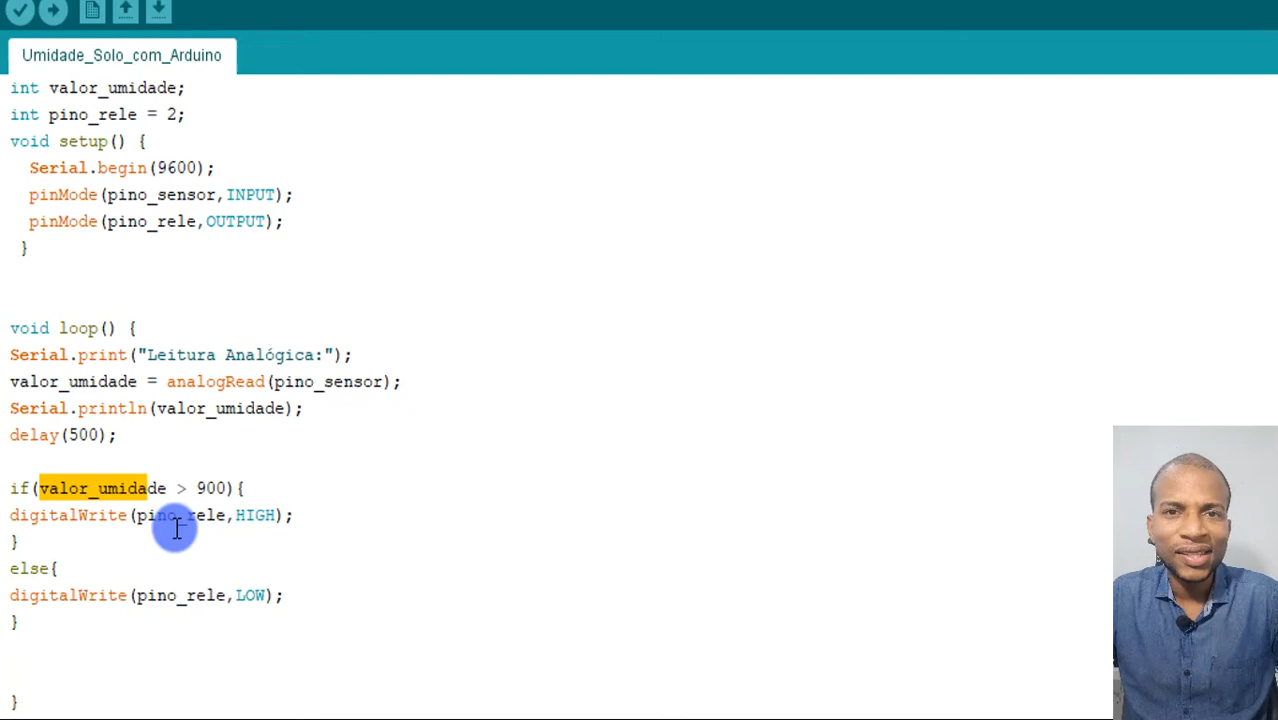 Umidade_Solo_com_Arduino
int valor_umidade;
int pino_rele = 2;
void setup() {
Serial.begin(9600);
pinMode(pino_sensor,INPUT);
pinMode(pino_rele,OUTPUT);
}
void loop() {
Serial.print("Leitura Analógica:");
valor_umidade = analogRead(pino_sensor);
Serial.println(valor_umidade);
delay(500);
if(valor_umidade > 900){
digitalWrite(pino_rele,HIGH);
}
else{
digitalWrite(pino_rele,LOW);
}
}